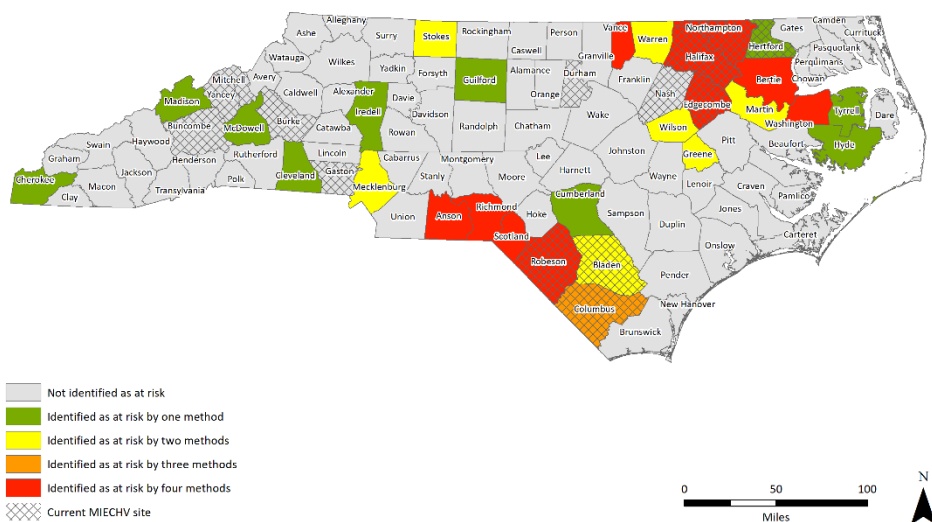 Alleghany
Ashe
Surry
Stokes
Rockingham
Caswell
Person
Granville
Vance
Warren
Northampton
Gates
Camden
Currituck
Pasquotank
Perquimans
Chowan
Hertford
Halifax
Watauga
Wilkes
Yadkin
Forsyth
Guilford
Alamance
Orange
Durham
Franklin
Nash
Edgecombe
Bertie
Martin
Washington
Tyrrel
Dare
Mitchell
Avery
Yancey
Madison
Caldwell
Alexander
Iredell
Davie
Davidson
Randolph
Chatham
Wake
Wilson
Pitt
Beaufort
Hyde
Buncombe
McDowell
Burke
Catawba
Rowan
Haywood
Swain
Graham
Cherokee
Clay
Macon
Jackson
Transylvania
Henderson
Polk
Rutherford
Cleveland
Lincoln
Gaston
Mecklenburg
Cabarrus
Stanly
Montgomery
Moore
Lee
Harnett
Johnston
Wayne
Greene
Lenoir
Craven
Pamlico
Jones
Carteret
Onslow
Duplin
Sampson
Cumberland
Hoke
Richmond
Scotland
Anson
Union
Robeson
Bladen
Pender
New Hanover
Columbus
Brunswick
Not identified as at risk
Identified as at risk by one method
Identified as at risk by two methods
Identified as at risk by three methods
Identified as at risk by four methods
Current MIECHV site
0 50 100
Miles
N